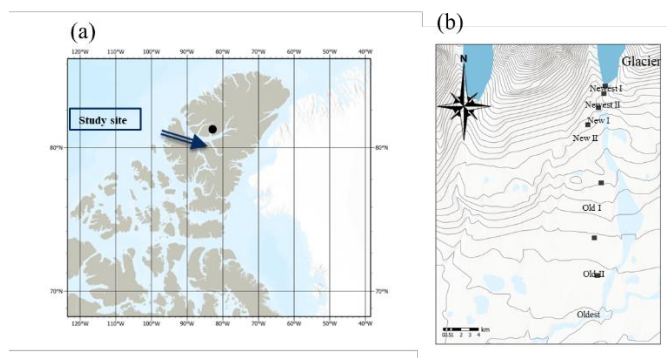 (a)
120°W 110°W 100°W 90°W 80°W 70°W 60°W 50°W 40°W
Study site
80°N
80°N
70°N
70°N
120°W 110°W 100°W 90°W 80°W 70°W 60°W 50°W 40°W
(b)
Glacier
N
Newest I
Newest II
New I
New II
Old I
Old II
Oldest
km